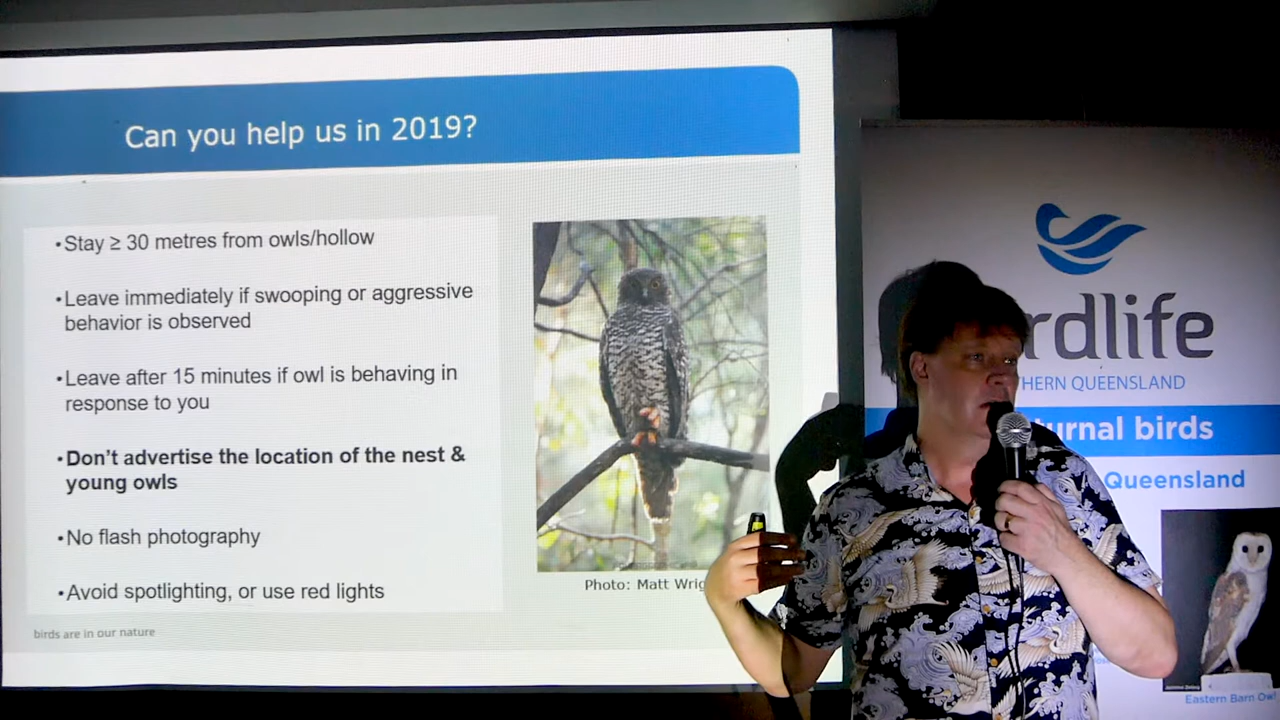 Can you help us in 2019?
•Stay ≥ 30 metres from owls/hollow
•Leave immediately if swooping or aggressive
behavior is observed
•Leave after 15 minutes if owl is behaving in
response to you
•Don't advertise the location of the nest &
young owls
•No flash photography
•Avoid spotlighting, or use red lights
birds are in our nature
Photo: Matt Wrig
rdlife
HERN QUEENSLAND
turnal birds
Queensland
Eastern Barn Owl